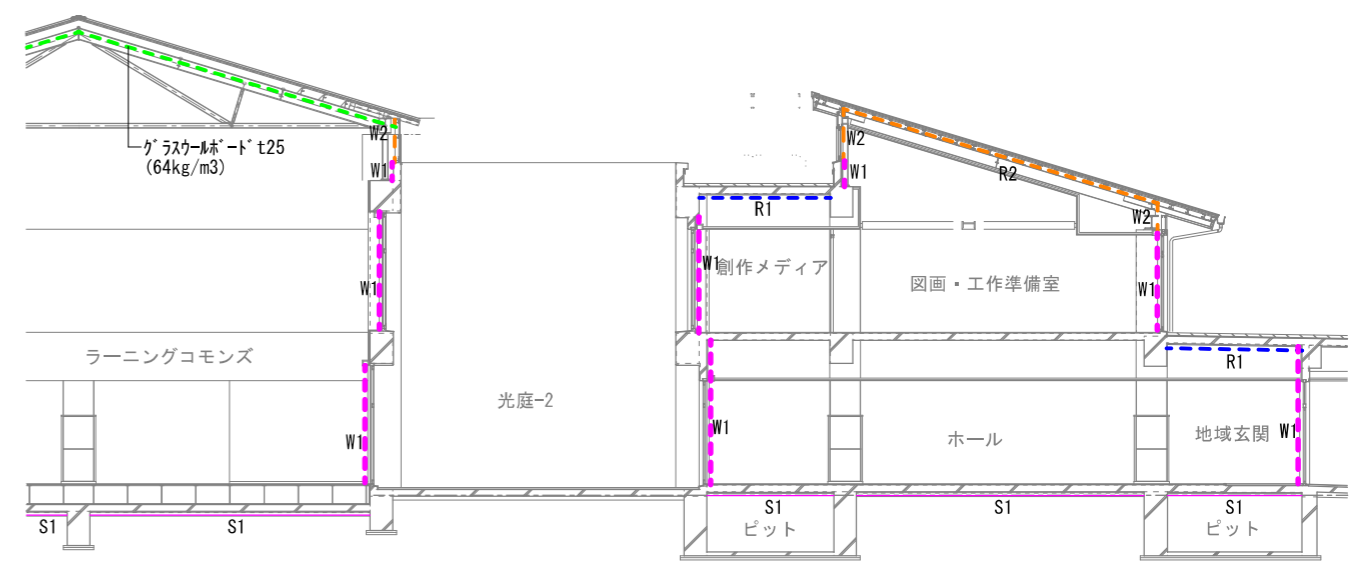 W2
ｸﾞﾗｽｳｰﾙﾎﾞｰﾄﾞt25
(64kg/m3)
W1
W2
W1
R2
R1
W2
W1
創作メディア
図画・工作準備室
W1
W1
ラーニングコモンズ
R1
光庭-2
W1
W1
ホール
地域玄関
W1
S1
S1
S1
S1
S1
ピット
ピット